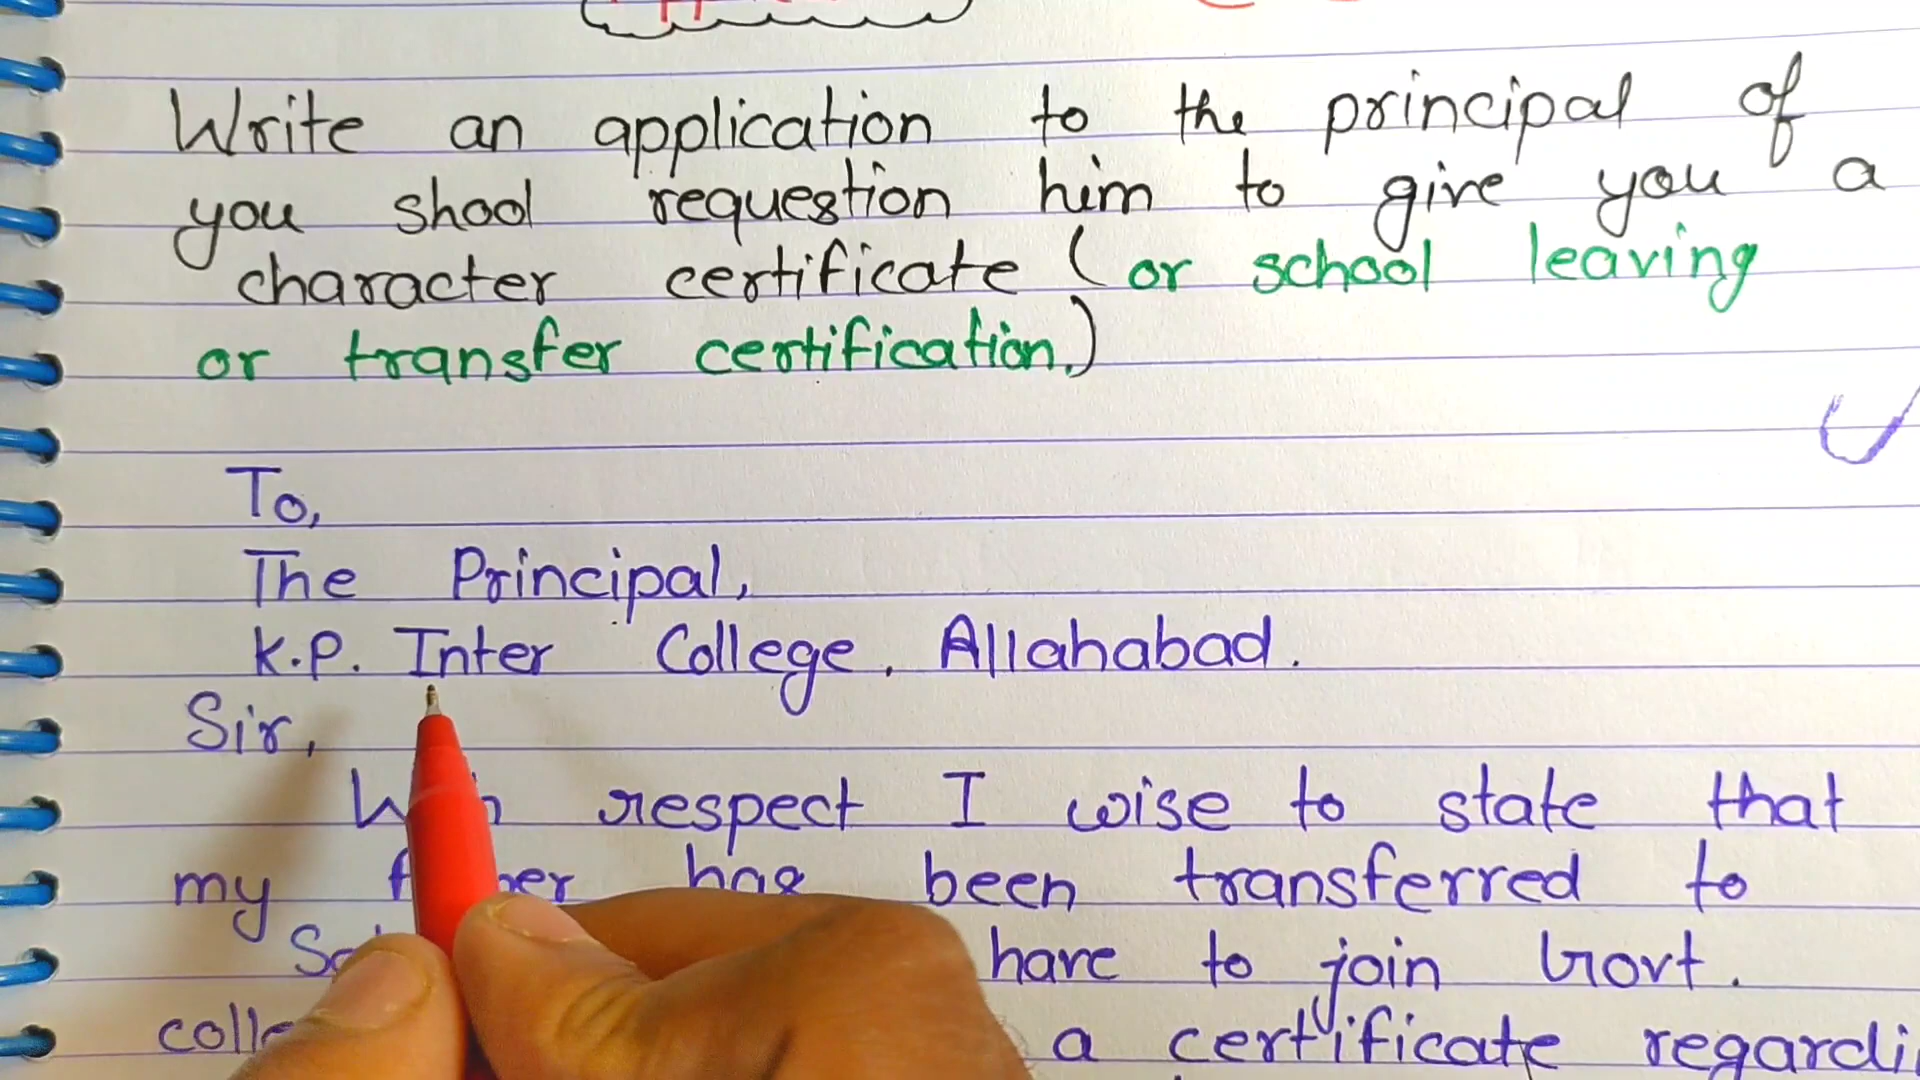 Write an application to the principal of
you shool requestion him to give you a
character certificate (or school leaving
or transfer certification.)
To,
The Principal,
K.P. Inter College, Allahabad.
Sir,
respect I wise to state that
my has been transferred to
have to join Govt.
a certificate